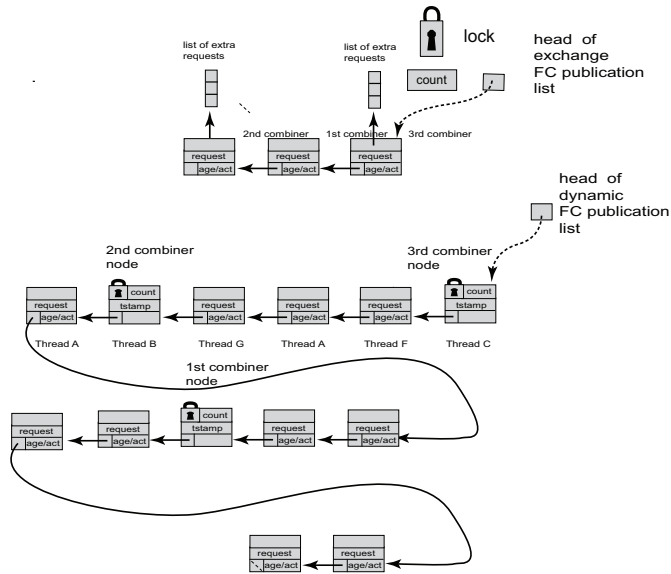 list of extra
requests
list of extra
requests
lock
count
head of
exchange
FC publication
list
2nd combiner
1st combiner
3rd combiner
request
age/act
request
age/act
request
age/act
head of
dynamic
FC publication
list
2nd combiner
node
3rd combiner
node
request
age/act
count
tstamp
request
age/act
request
age/act
request
age/act
count
tstamp
Thread A
Thread B
Thread G
Thread A
Thread F
Thread C
1st combiner
node
request
age/act
request
age/act
count
tstamp
request
age/act
request
age/act
request
age/act
request
age/act